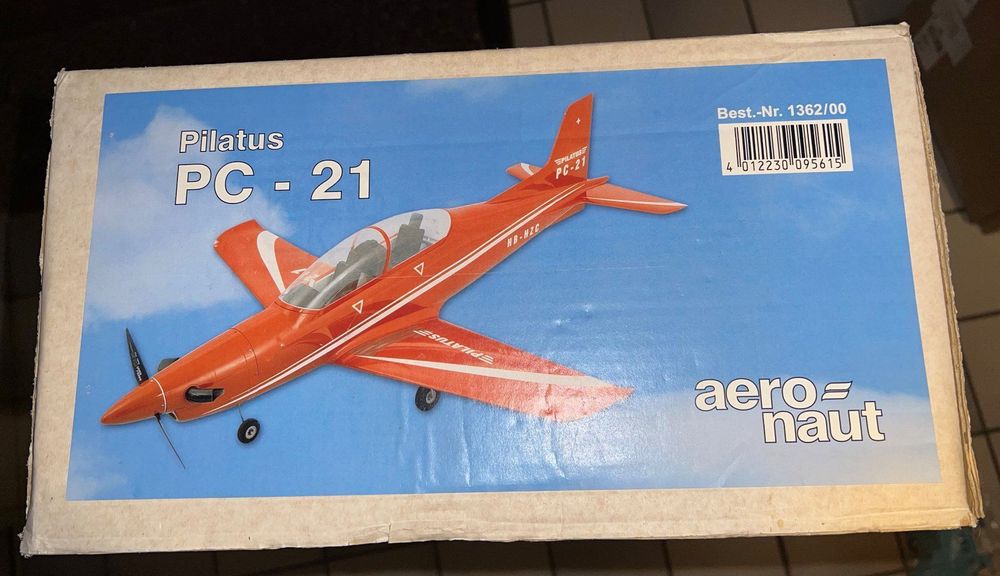 Pilatus
PC - 21
Best.-Nr. 1362/00
4 012230 095615
PILATUS
PC-21
HB-HZC
PILATUS
aero
naut